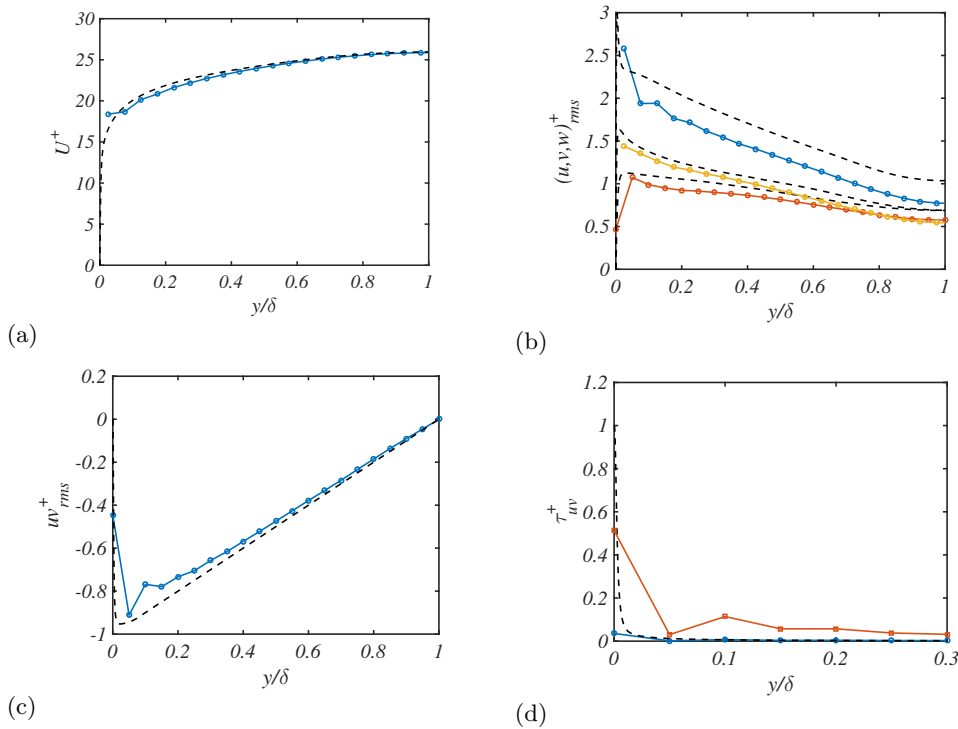 30
25
20
15
10
5
0
U+
0 0.2 0.4 0.6 0.8 1
y/δ
(a)
3
2.5
2
1.5
1
0.5
0
(u,v,w)+rms
0 0.2 0.4 0.6 0.8 1
y/δ
(b)
0.2
0
-0.2
-0.4
-0.6
-0.8
-1
uv+rms
0 0.2 0.4 0.6 0.8 1
y/δ
(c)
1.2
1
0.8
0.6
0.4
0.2
0
τ+uv
0 0.1 0.2 0.3
y/δ
(d)